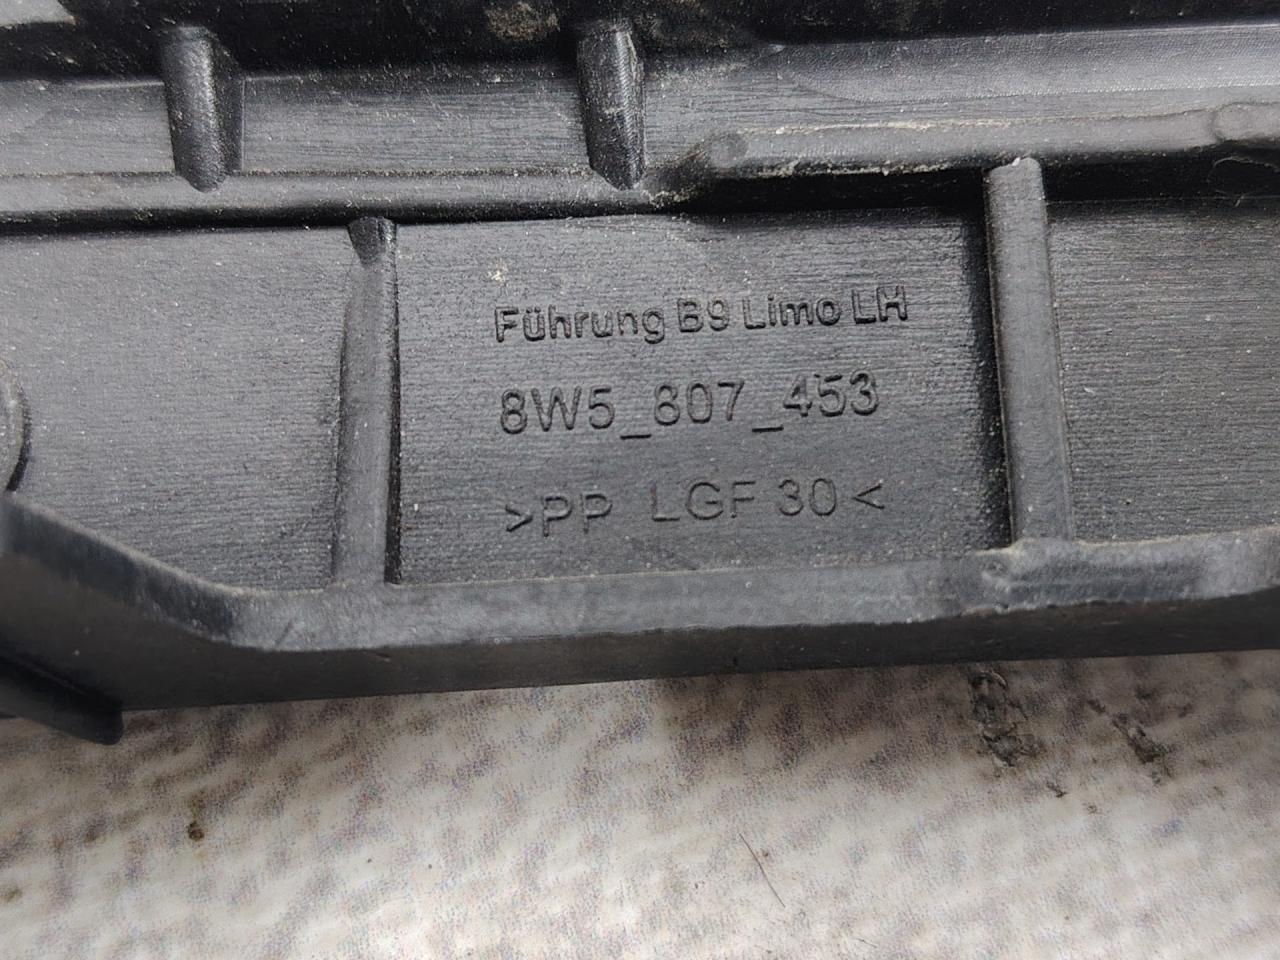 Führung B9 Limo LH
8W5_807_453
>PP LGF 30<